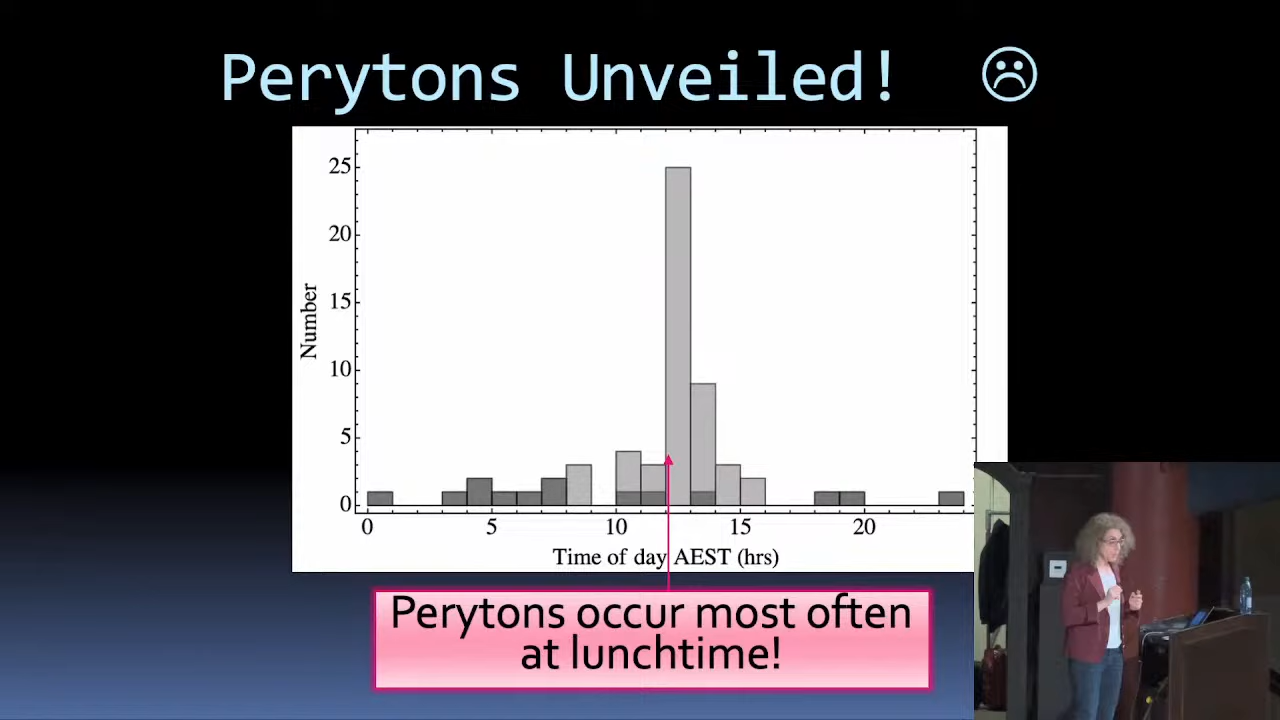 Perytons Unveiled! ☹
25
20
15
10
5
0
Number
0 5 10 15 20
Time of day AEST (hrs)
Perytons occur most often
at lunchtime!